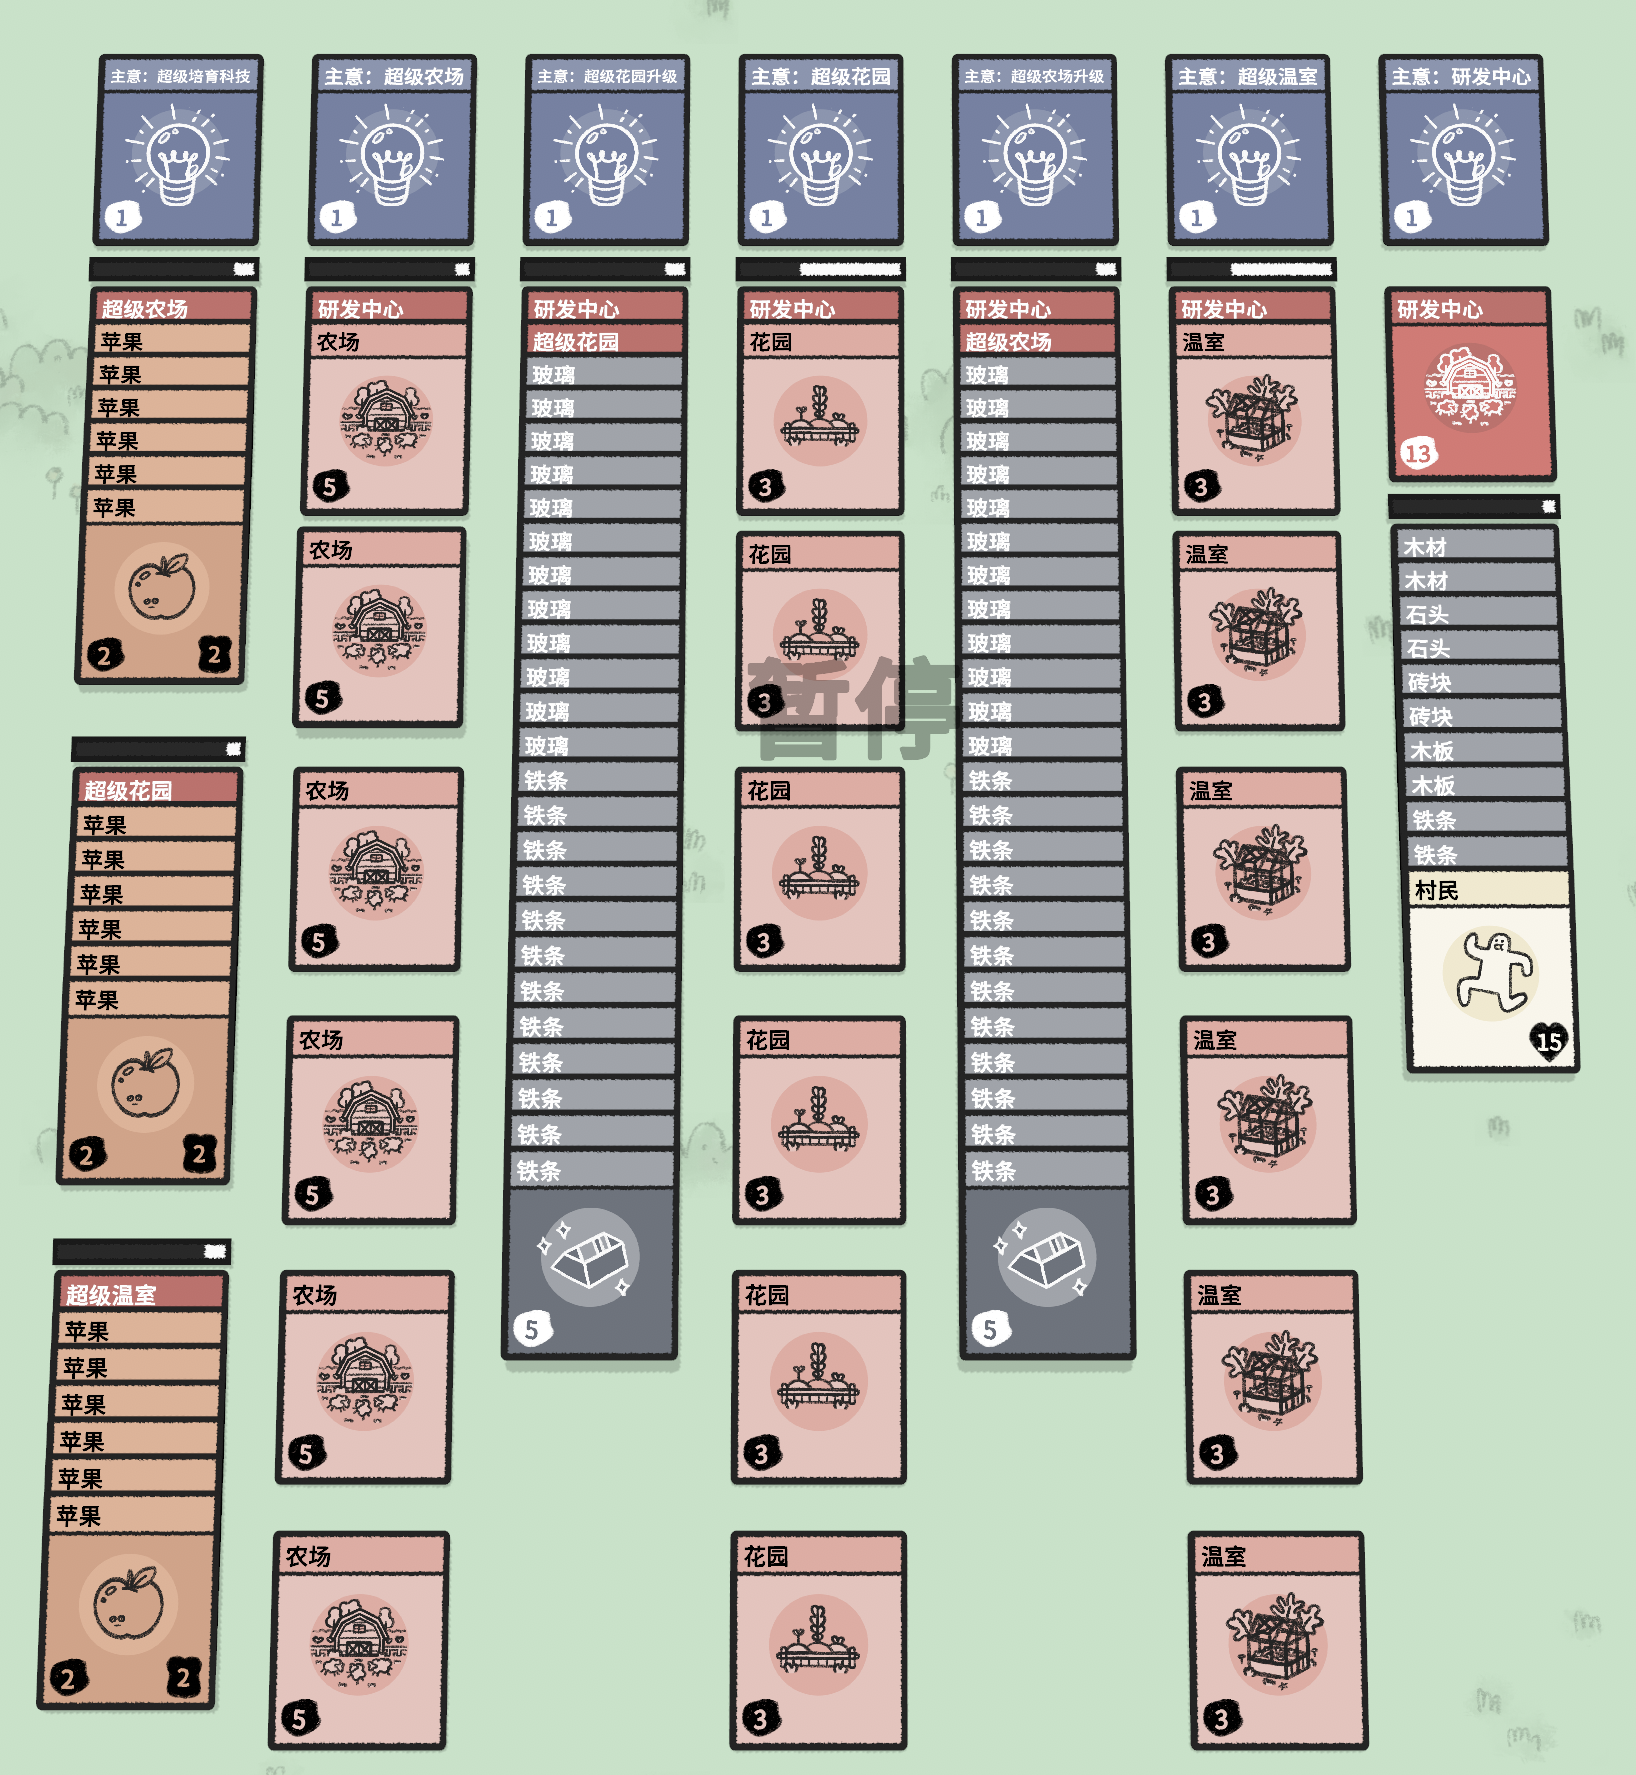 主意：超级培育科技
1
超级农场
苹果
苹果
苹果
苹果
苹果
苹果
2 2
超级花园
苹果
苹果
苹果
苹果
苹果
苹果
2 2
超级温室
苹果
苹果
苹果
苹果
苹果
苹果
2 2
主意：超级农场
1
研发中心
农场
5
农场
5
农场
5
农场
5
农场
5
农场
5
主意：超级花园升级
1
研发中心
超级花园
玻璃
玻璃
玻璃
玻璃
玻璃
玻璃
玻璃
玻璃
玻璃
玻璃
玻璃
玻璃
铁条
铁条
铁条
铁条
铁条
铁条
铁条
铁条
铁条
铁条
铁条
铁条
5
主意：超级花园
1
研发中心
花园
3
花园
3
暂停
花园
3
花园
3
花园
3
花园
3
主意：超级农场升级
1
研发中心
超级农场
玻璃
玻璃
玻璃
玻璃
玻璃
玻璃
玻璃
玻璃
玻璃
玻璃
玻璃
玻璃
铁条
铁条
铁条
铁条
铁条
铁条
铁条
铁条
铁条
铁条
铁条
铁条
5
主意：超级温室
1
研发中心
温室
3
温室
3
温室
3
温室
3
温室
3
温室
3
主意：研发中心
1
研发中心
13
木材
木材
石头
石头
砖块
砖块
木板
木板
铁条
铁条
村民
15